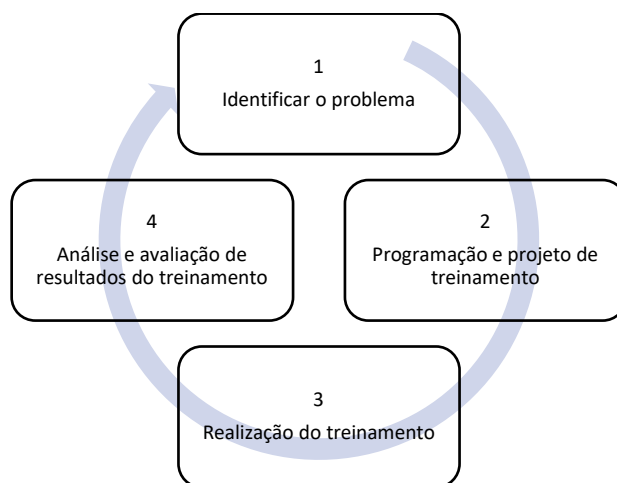 1
Identificar o problema
2
Programação e projeto de
treinamento
3
Realização do treinamento
4
Análise e avaliação de
resultados do treinamento